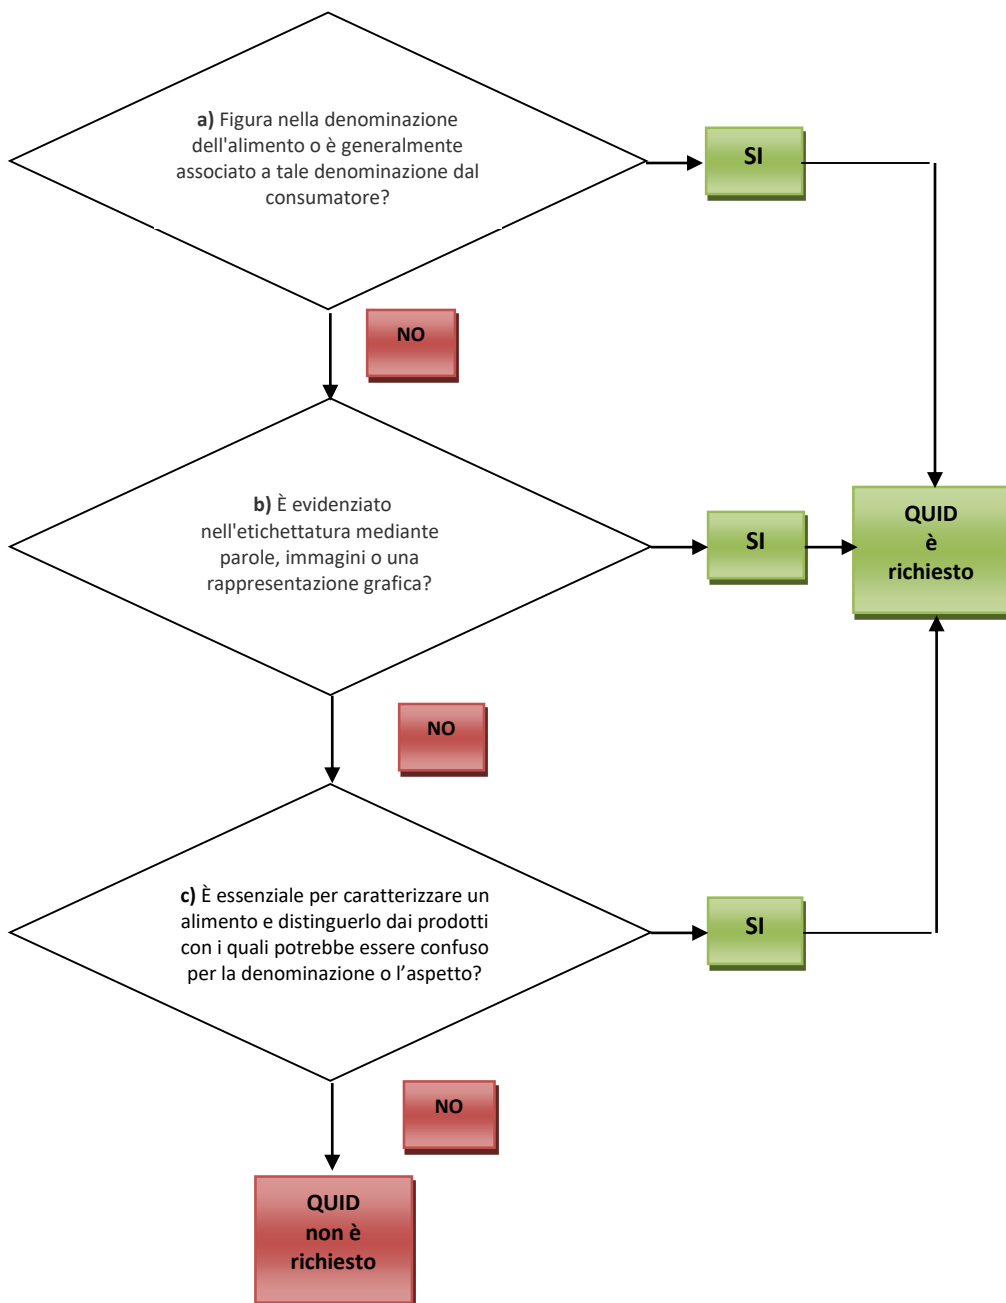 a) Figura nella denominazione
dell'alimento o è generalmente
associato a tale denominazione dal
consumatore?
SI
NO
b) È evidenziato
nell'etichettatura mediante
parole, immagini o una
rappresentazione grafica?
SI
QUID
è
richiesto
NO
c) È essenziale per caratterizzare un
alimento e distinguerlo dai prodotti
con i quali potrebbe essere confuso
per la denominazione o l’aspetto?
SI
NO
QUID
non è
richiesto